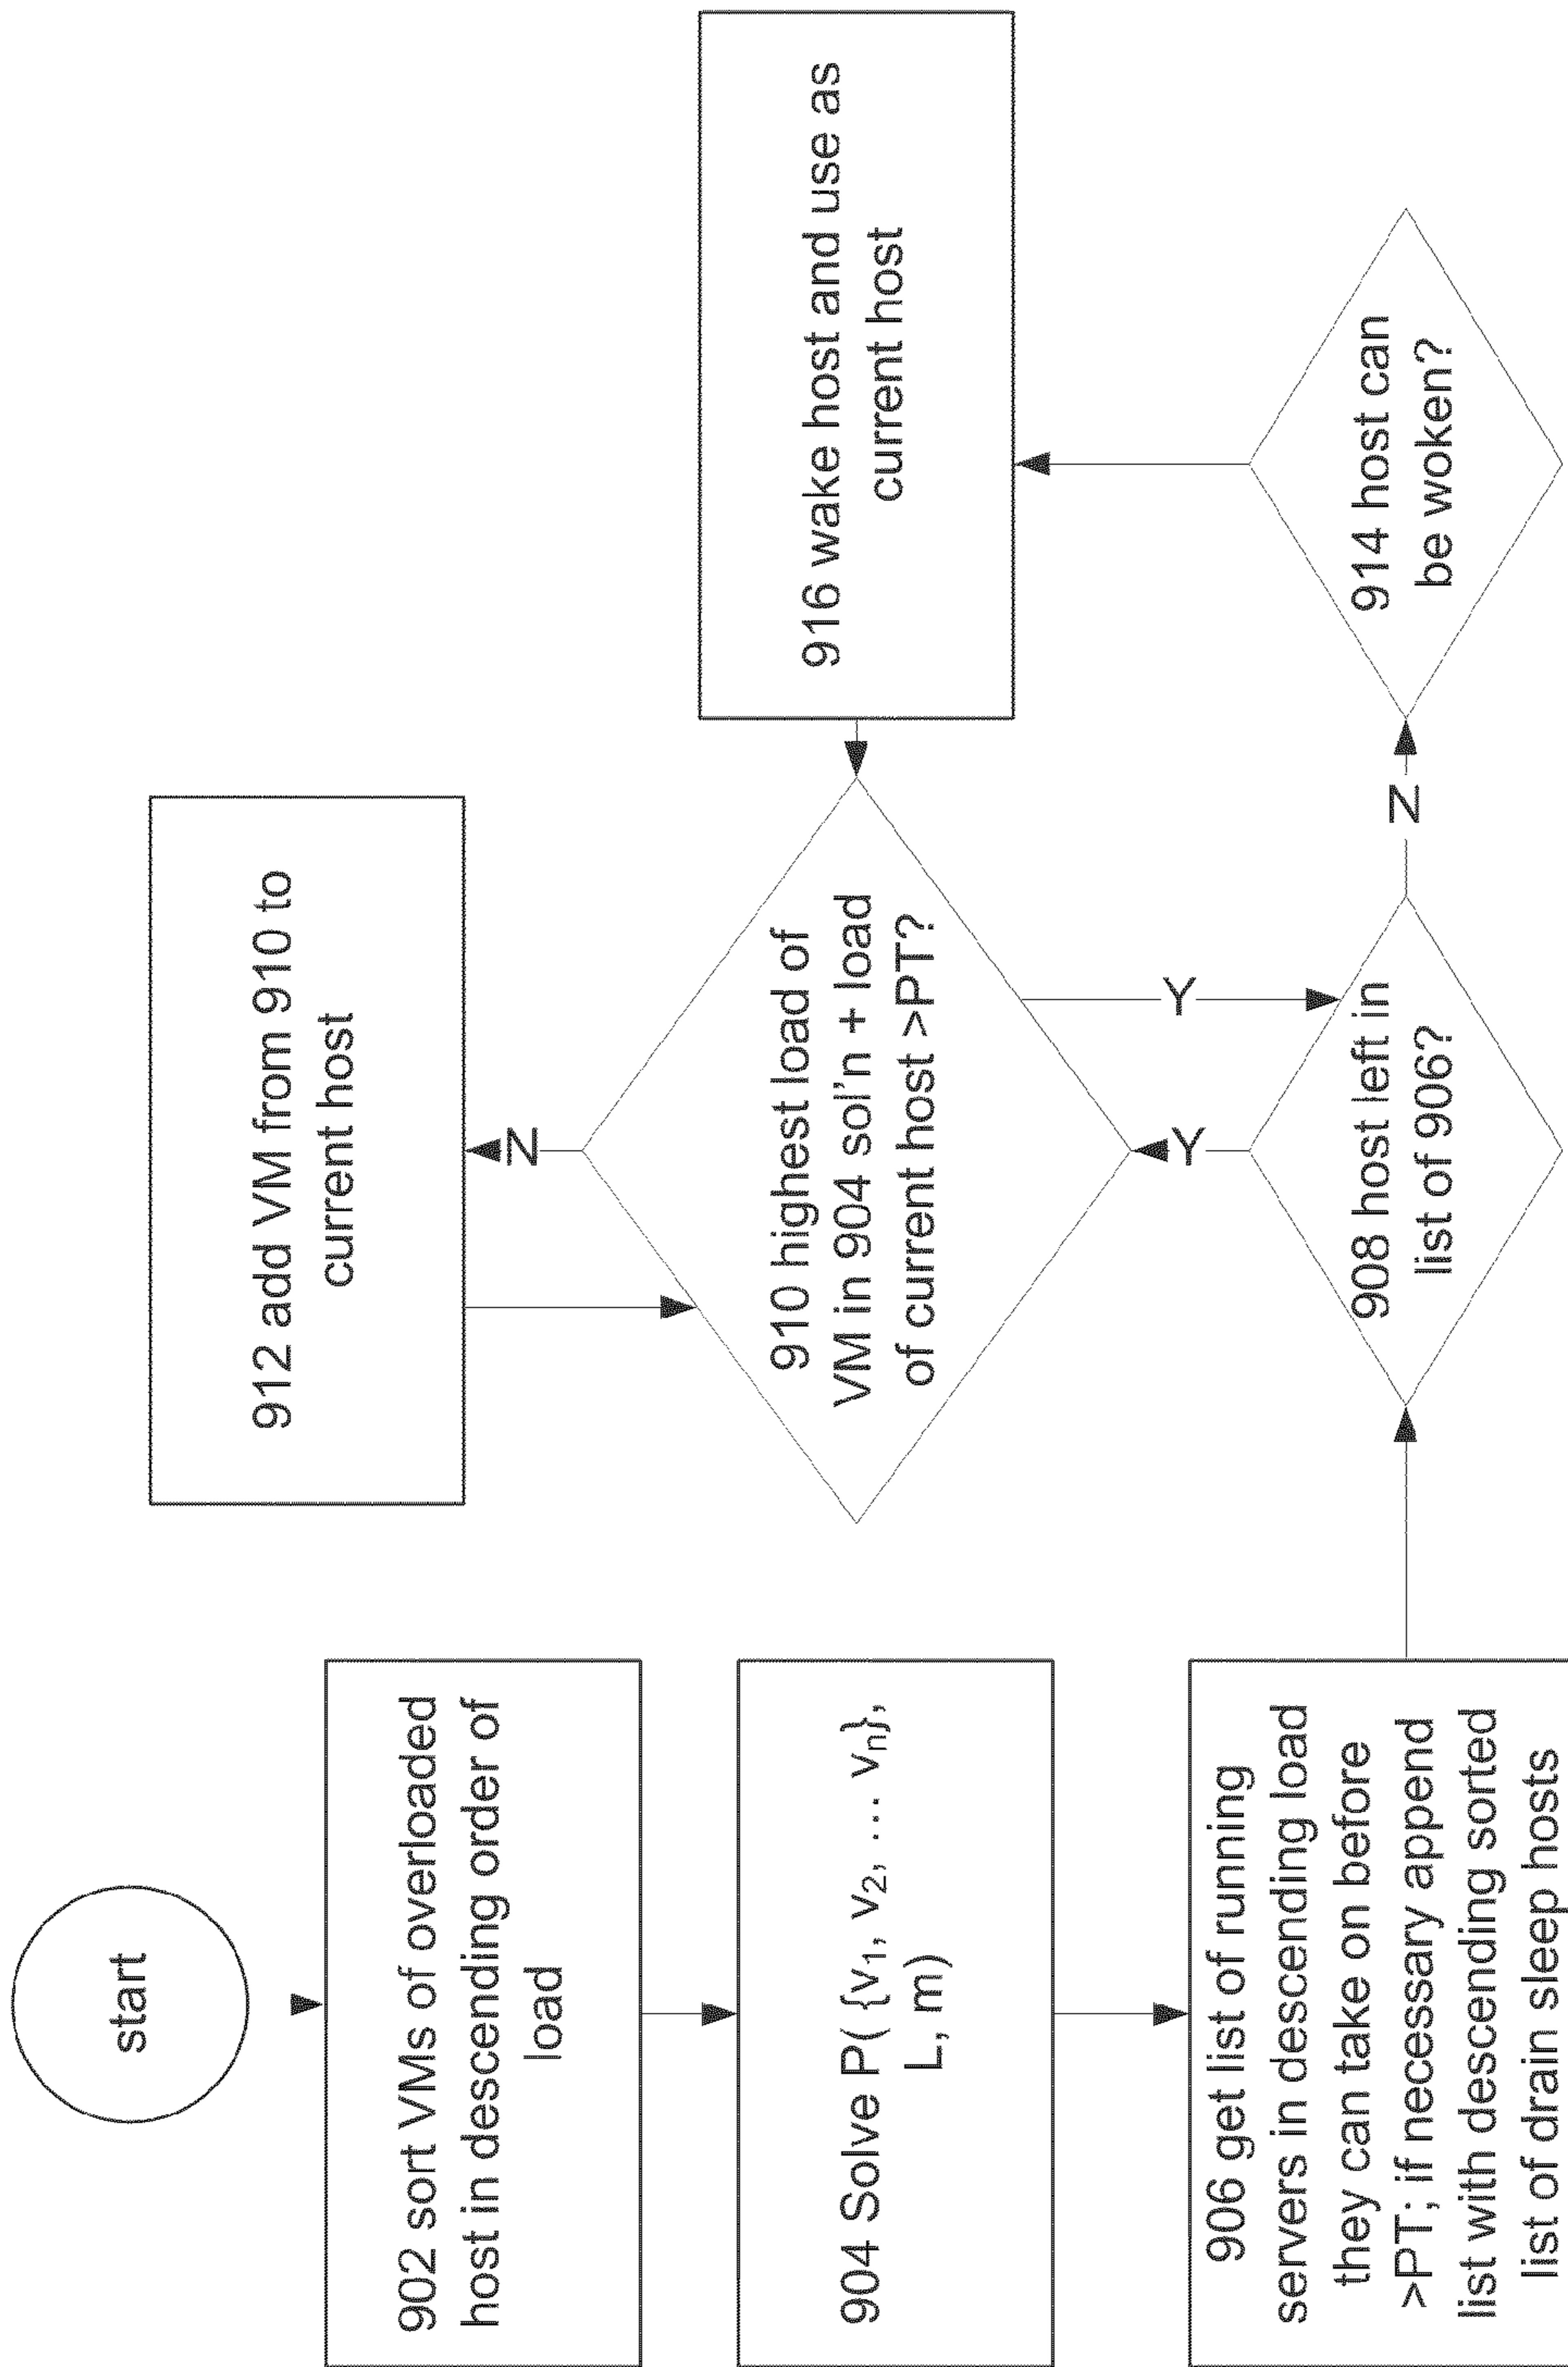 start
902 sort VMs of overloaded
host in descending order of
load
904 Solve P( {v1, v2, … vn},
L, m)
906 get list of running
servers in descending load
they can take on before
>PT; if necessary append
list with descending sorted
list of drain sleep hosts
908 host left in
list of 906?
Y
N
910 highest load of
VM in 904 sol'n + load
of current host >PT?
Y
N
912 add VM from 910 to
current host
914 host can
be woken?
916 wake host and use as
current host